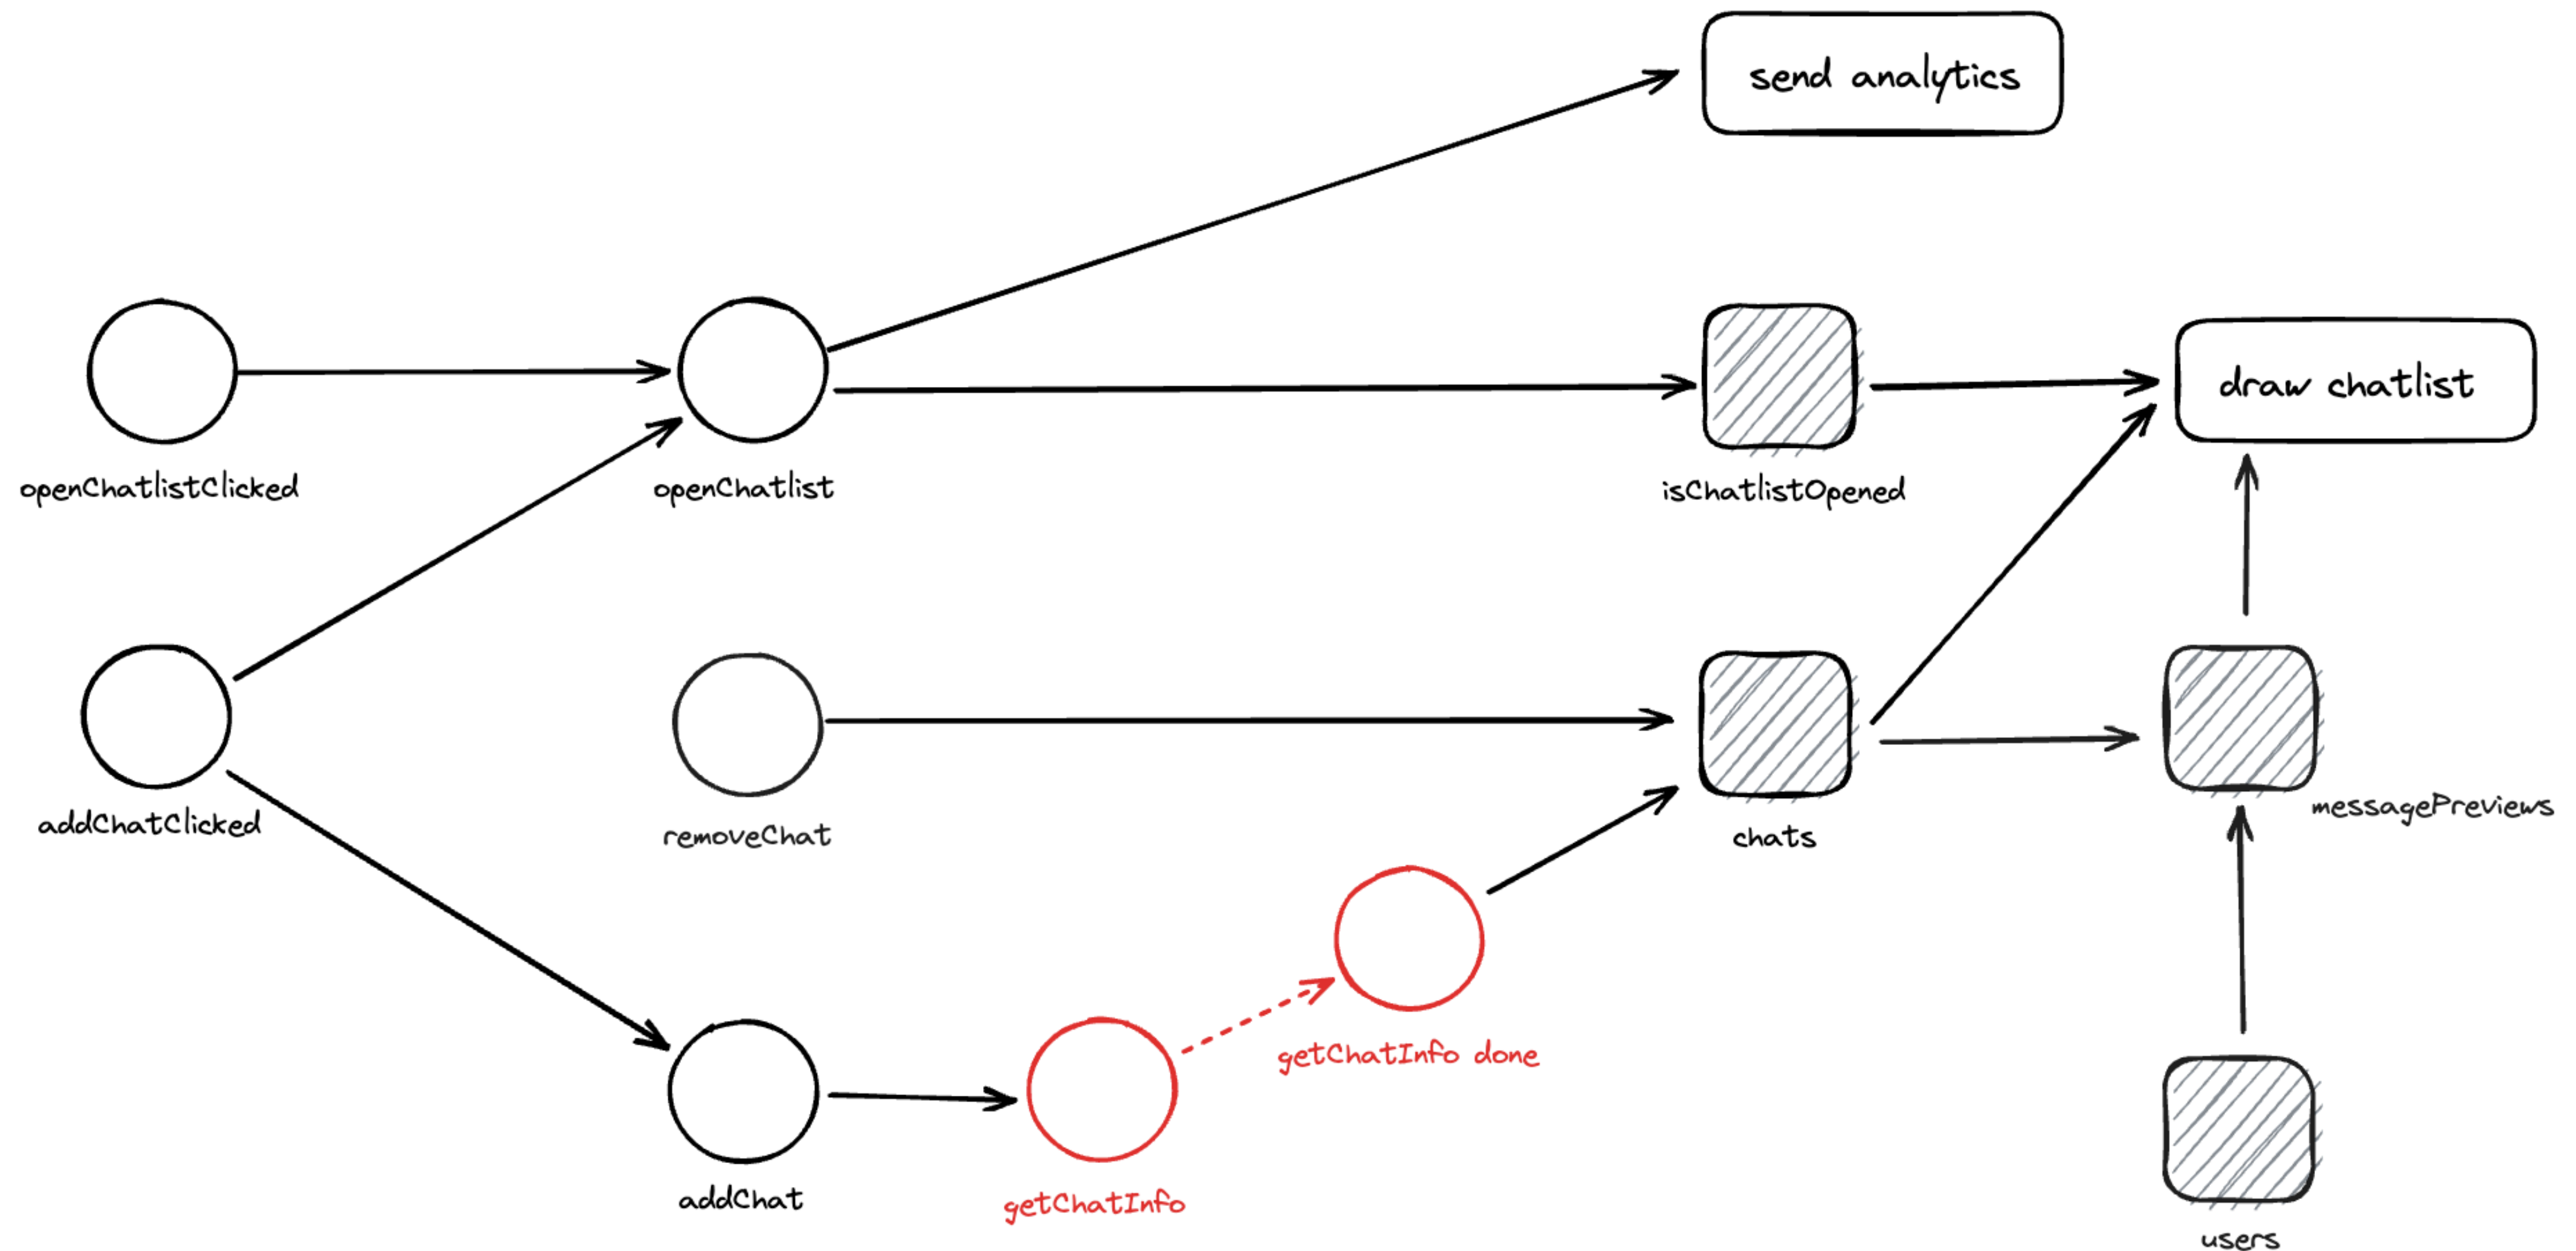 send analytics
draw chatlist
openChatlistClicked
openChatlist
isChatlistOpened
messagePreviews
addChatClicked
removeChat
chats
getChatInfo done
addChat
getChatInfo
users